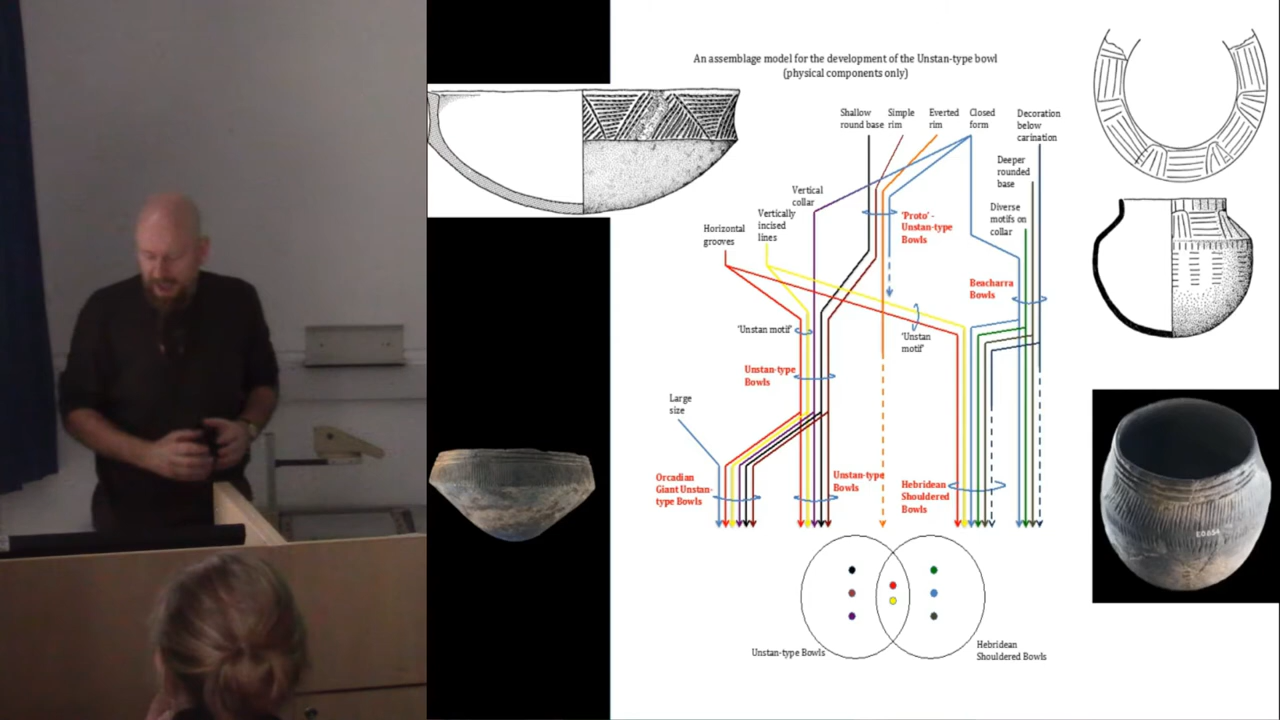 An assemblage model for the development of the Unstan-type bowl
(physical components only)
Shallow
round base
Simple
rim
Everted
rim
Closed
form
Decoration
below
carination
Deeper
rounded
base
Vertical
collar
Diverse
motifs on
collar
Vertically
incised
lines
Horizontal
grooves
'Proto' -
Unstan-type
Bowls
Beacharra
Bowls
'Unstan motif'
'Unstan
motif'
Unstan-type
Bowls
Large
size
Orcadian
Giant Unstan-
type Bowls
Unstan-type
Bowls
Hebridean
Shouldered
Bowls
Unstan-type Bowls
Hebridean
Shouldered Bowls